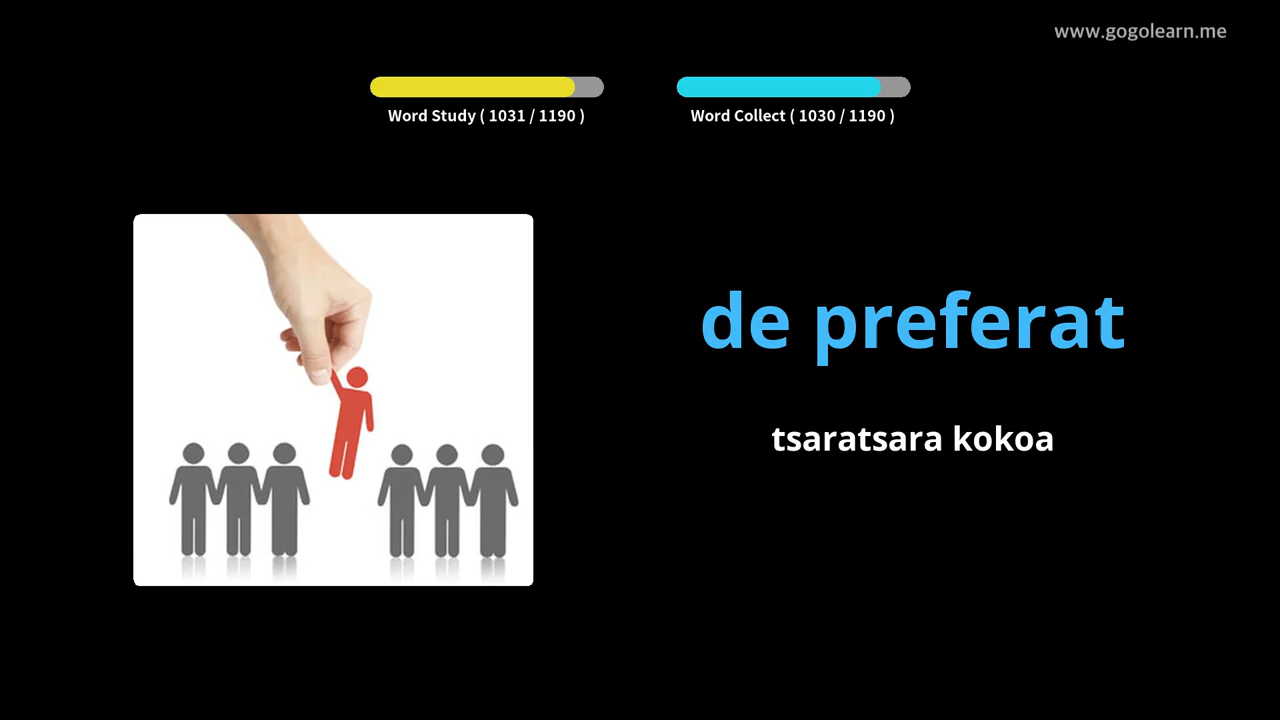 www.gogolearn.me
Word Study ( 1031 / 1190 )
Word Collect ( 1030 / 1190 )
de preferat
tsaratsara kokoa